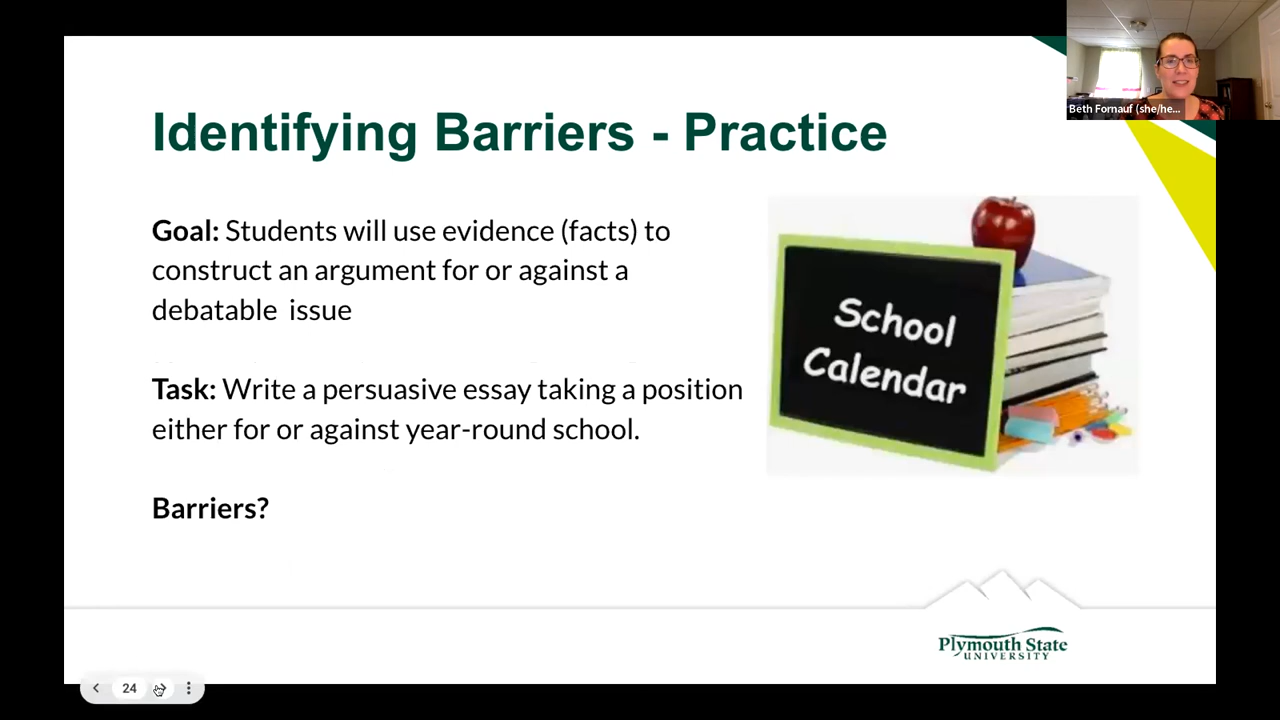 Beth Fornauf (she/he...
Identifying Barriers - Practice
Goal: Students will use evidence (facts) to
construct an argument for or against a
debatable issue
School
Calendar
Task: Write a persuasive essay taking a position
either for or against year-round school.
Barriers?
Plymouth State
UNIVERSITY
24